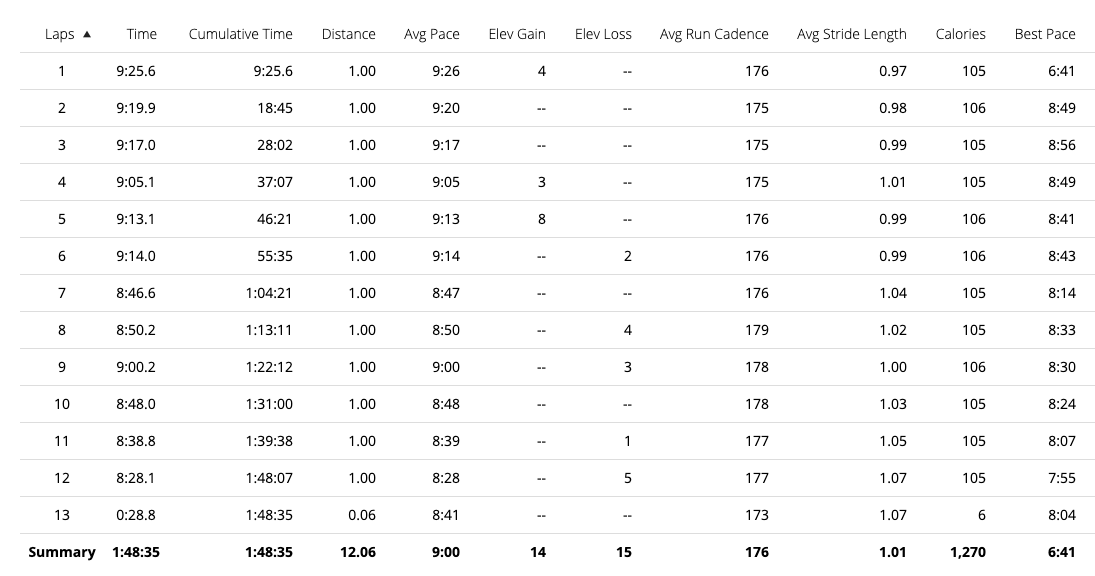 Laps ▲ Time Cumulative Time Distance Avg Pace Elev Gain Elev Loss Avg Run Cadence Avg Stride Length Calories Best Pace
1 9:25.6 9:25.6 1.00 9:26 4 -- 176 0.97 105 6:41
2 9:19.9 18:45 1.00 9:20 -- -- 175 0.98 106 8:49
3 9:17.0 28:02 1.00 9:17 -- -- 175 0.99 105 8:56
4 9:05.1 37:07 1.00 9:05 3 -- 175 1.01 105 8:49
5 9:13.1 46:21 1.00 9:13 8 -- 176 0.99 106 8:41
6 9:14.0 55:35 1.00 9:14 -- 2 176 0.99 106 8:43
7 8:46.6 1:04:21 1.00 8:47 -- -- 176 1.04 105 8:14
8 8:50.2 1:13:11 1.00 8:50 -- 4 179 1.02 105 8:33
9 9:00.2 1:22:12 1.00 9:00 -- 3 178 1.00 106 8:30
10 8:48.0 1:31:00 1.00 8:48 -- -- 178 1.03 105 8:24
11 8:38.8 1:39:38 1.00 8:39 -- 1 177 1.05 105 8:07
12 8:28.1 1:48:07 1.00 8:28 -- 5 177 1.07 105 7:55
13 0:28.8 1:48:35 0.06 8:41 -- -- 173 1.07 6 8:04
Summary 1:48:35 1:48:35 12.06 9:00 14 15 176 1.01 1,270 6:41